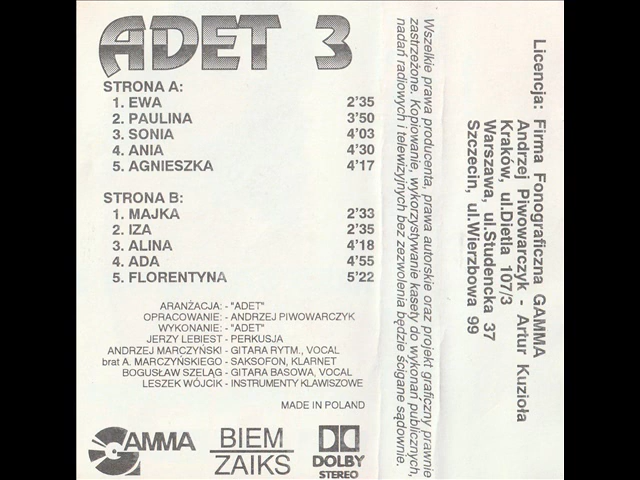 ADET 3
STRONA A:
1. EWA 2'35
2. PAULINA 3'50
3. SONIA 4'03
4. ANIA 4'30
5. AGNIESZKA 4'17
STRONA B:
1. MAJKA 2'33
2. IZA 2'35
3. ALINA 4'18
4. ADA 4'55
5. FLORENTYNA 5'22
ARANŻACJA: - "ADET"
OPRACOWANIE: - ANDRZEJ PIWOWARCZYK
WYKONANIE: - "ADET"
JERZY LEBIEST - PERKUSJA
ANDRZEJ MARCZYŃSKI - GITARA RYTM., VOCAL
brat A. MARCZYŃSKIEGO - SAKSOFON, KLARNET
BOGUSŁAW SZELĄG - GITARA BASOWA, VOCAL
LESZEK WÓJCIK - INSTRUMENTY KLAWISZOWE
MADE IN POLAND
GAMMA
BIEM
ZAIKS
DOLBY
STEREO
Wszelkie prawa producenta, prawa autorskie oraz projekt graficzny prawnie
zastrzeżone. Kopiowanie, wykorzystywanie kasety do wykonań publicznych,
nadań radiowych i telewizyjnych bez zezwolenia będzie ścigane sądownie.
Licencja: Firma Fonograficzna GAMMA
Andrzej Piwowarczyk - Artur Kuzioła
Kraków, ul.Dietla 107/3
Warszawa, ul.Studencka 37
Szczecin, ul.Wierzbowa 99